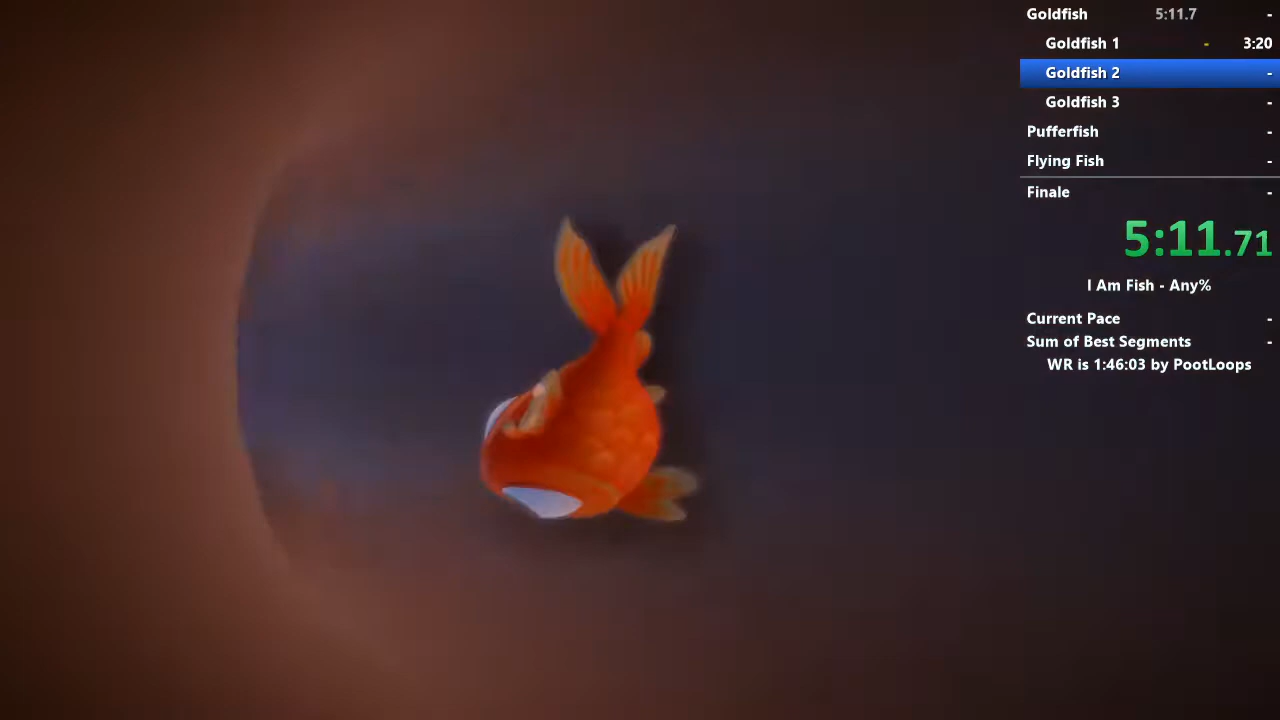 Goldfish 5:11.7 -
Goldfish 1 - 3:20
Goldfish 2 -
Goldfish 3 -
Pufferfish -
Flying Fish -
Finale -
5:11.71
I Am Fish - Any%
Current Pace -
Sum of Best Segments -
WR is 1:46:03 by PootLoops